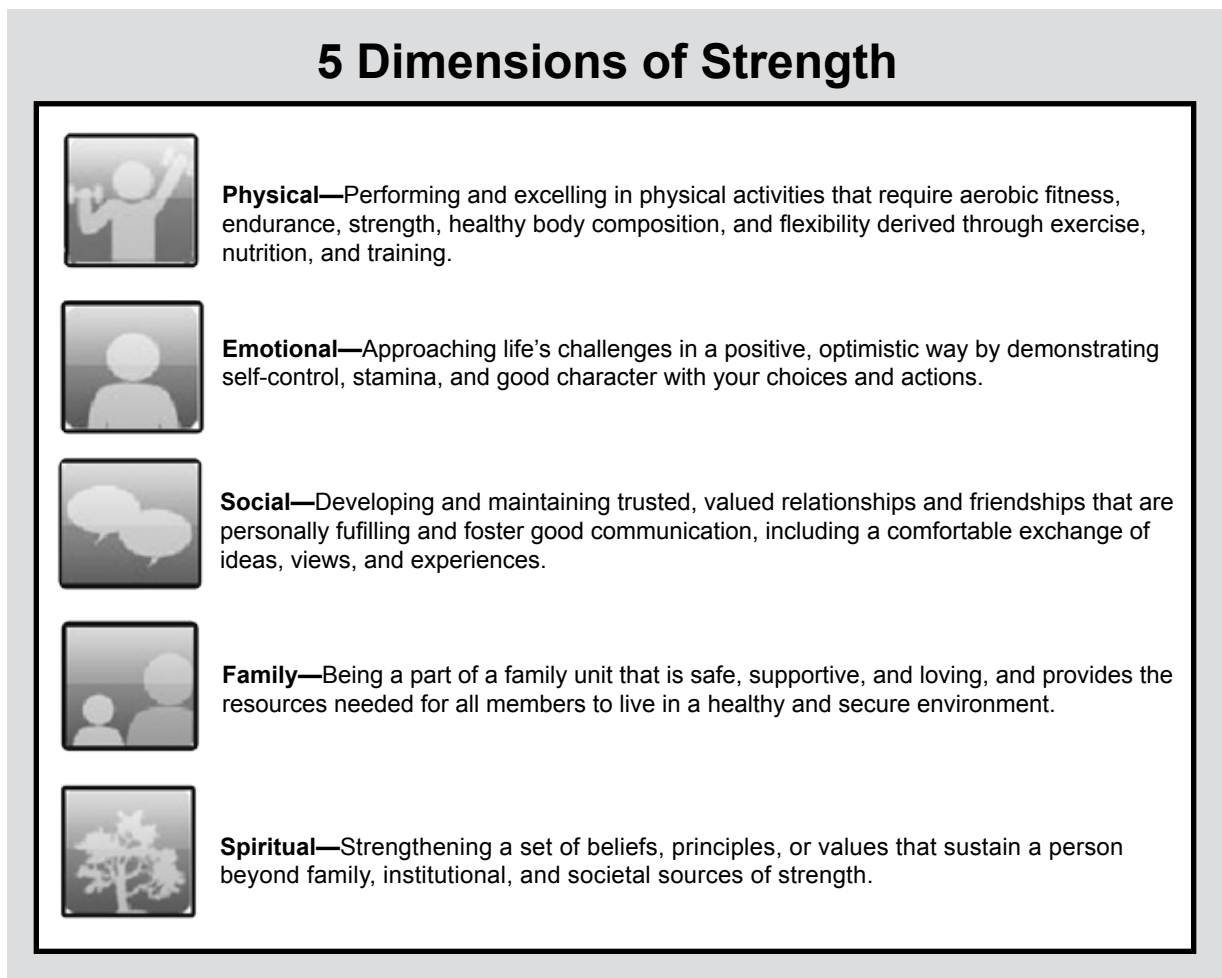 5 Dimensions of Strength
Physical—Performing and excelling in physical activities that require aerobic fitness,
endurance, strength, healthy body composition, and flexibility derived through exercise,
nutrition, and training.
Emotional—Approaching life’s challenges in a positive, optimistic way by demonstrating
self-control, stamina, and good character with your choices and actions.
Social—Developing and maintaining trusted, valued relationships and friendships that are
personally fufilling and foster good communication, including a comfortable exchange of
ideas, views, and experiences.
Family—Being a part of a family unit that is safe, supportive, and loving, and provides the
resources needed for all members to live in a healthy and secure environment.
Spiritual—Strengthening a set of beliefs, principles, or values that sustain a person
beyond family, institutional, and societal sources of strength.